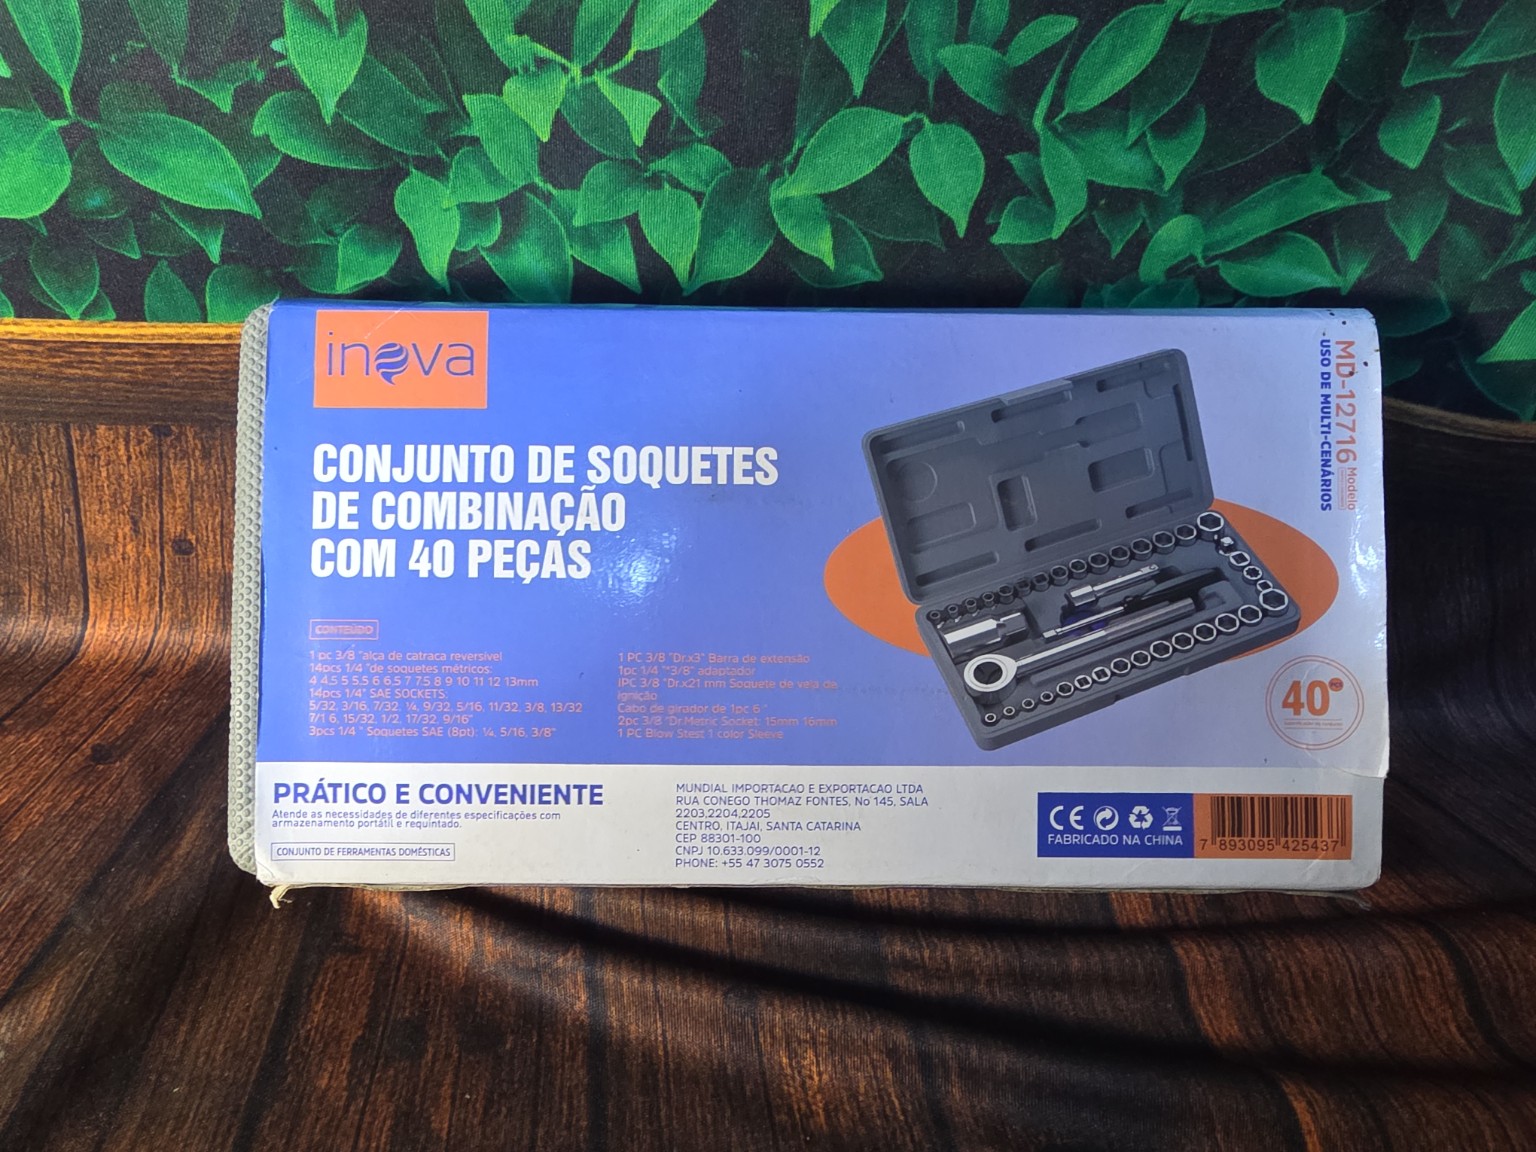 inova
CONJUNTO DE SOQUETES
DE COMBINAÇÃO
COM 40 PEÇAS
CONTEÚDO
1 pc 3/8 "alça de catraca reversível
14pcs 1/4 "de soquetes métricos:
4 4,5 5 5.5 6 6,5 7 7.5 8 9 10 11 12 13mm
14pcs 1/4" SAE SOCKETS:
5/32, 3/16, 7/32, ¼, 9/32, 5/16, 11/32, 3/8, 13/32
7/1 6, 15/32, 1/2, 17/32, 9/16"
3pcs 1/4 " Soquetes SAE (8pt): ¼, 5/16, 3/8"
1 PC 3/8 "Dr.x3" Barra de extensão
1pc 1/4 "*3/8" adaptador
1PC 3/8 "Dr.x21 mm Soquete de vela de
ignição
Cabo de girador de 1pc 6 "
2pc 3/8 "Dr.Metric Socket: 15mm 16mm
1 PC Blow Stest 1 color Sleeve
MD-12716 Modelo
USO DE MULTI-CENÁRIOS
40 PCS
PRÁTICO E CONVENIENTE
Atende as necessidades de diferentes especificações com
armazenamento portátil e requintado.
CONJUNTO DE FERRAMENTAS DOMÉSTICAS
MUNDIAL IMPORTACAO E EXPORTACAO LTDA
RUA CONEGO THOMAZ FONTES, No 145, SALA
2203,2204,2205
CENTRO, ITAJAI, SANTA CATARINA
CEP 88301-100
CNPJ 10.633.099/0001-12
PHONE: +55 47 3075 0552
CE
FABRICADO NA CHINA
7 893095 425437